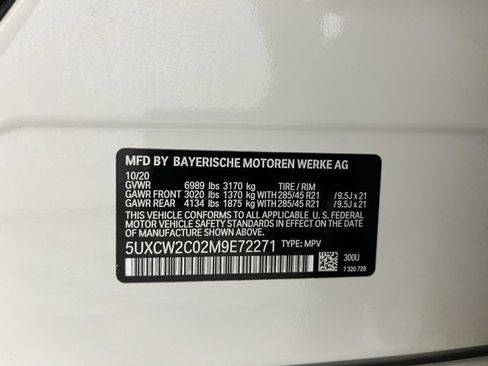 MFD BY BAYERISCHE MOTOREN WERKE AG
10/20
GVWR 6989 lbs 3170 kg TIRE / RIM
GAWR FRONT 3020 lbs 1370 kg WITH 285/45 R21 /9.5J x 21
GAWR REAR 4134 lbs 1875 kg WITH 285/45 R21 /9.5J x 21
THIS VEHICLE CONFORMS TO ALL APPLICABLE U. S. FEDERAL
MOTOR VEHICLE SAFETY STANDARDS IN EFFECT ON THE
DATE OF MANUFACTURE SHOWN ABOVE.
5UXCW2C02M9E72271 TYPE: MPV
300U
7 320 729